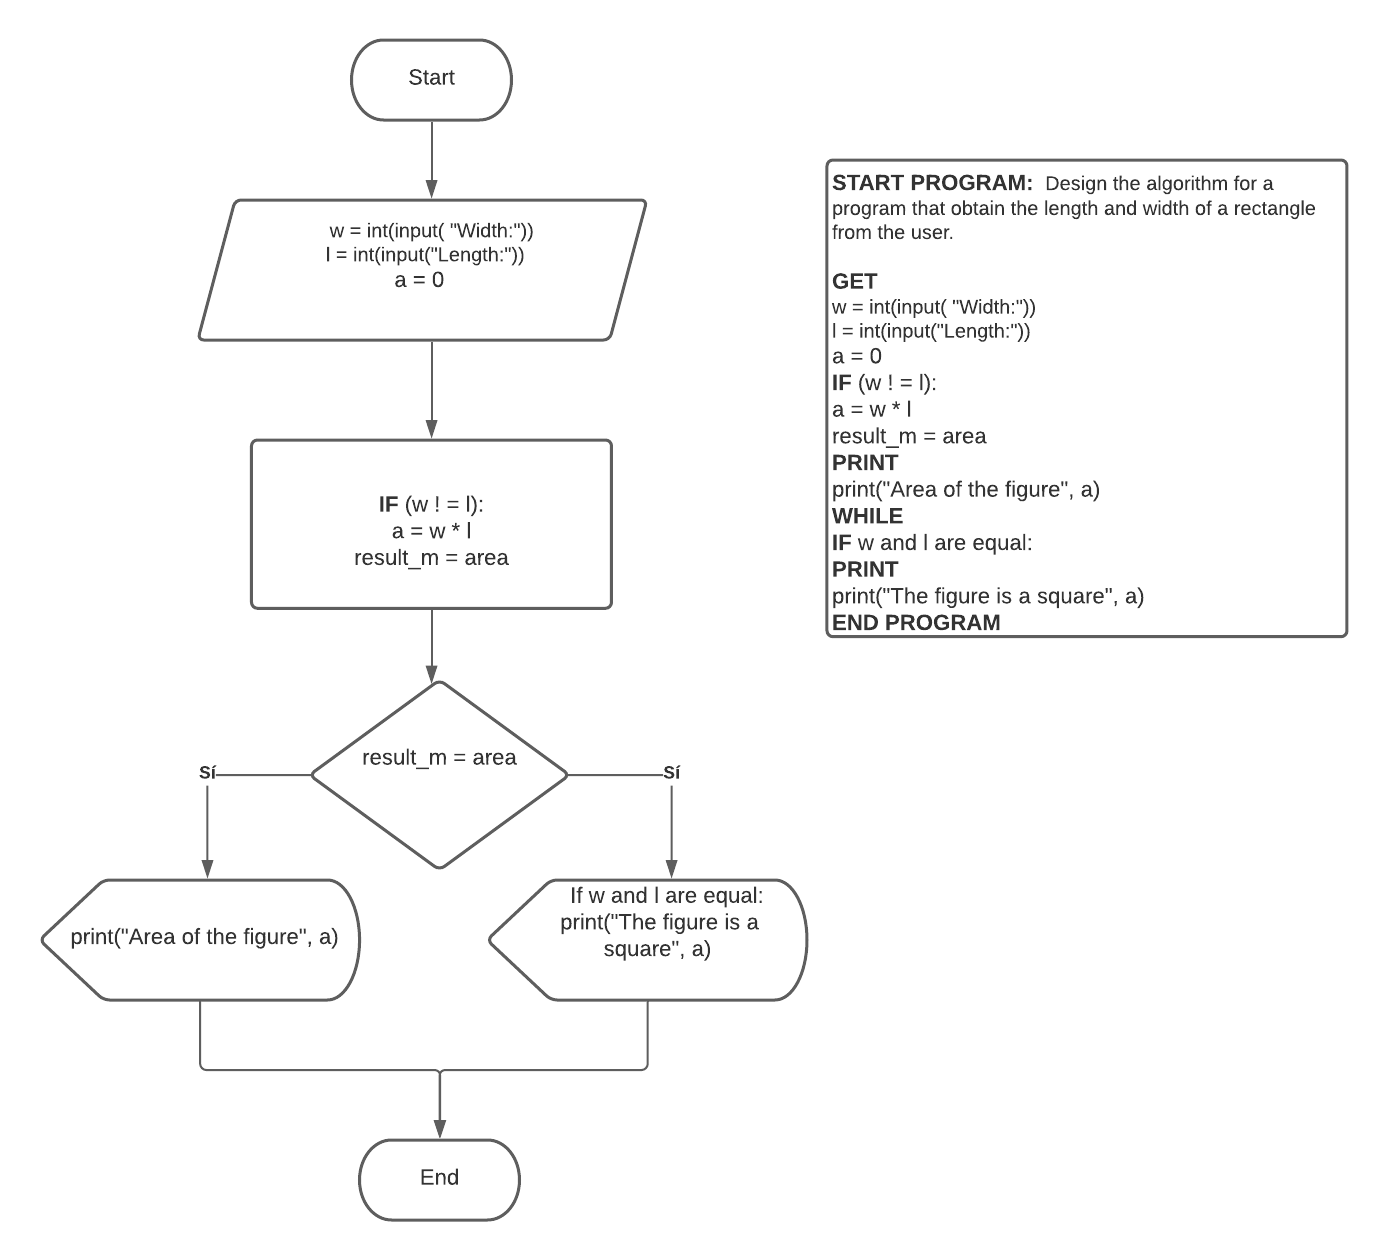 Start
w = int(input( "Width:"))
l = int(input("Length:"))
a = 0
IF (w ! = l):
a = w * l
result_m = area
result_m = area
Sí
Sí
print("Area of the figure", a)
If w and l are equal:
print("The figure is a
square", a)
End
START PROGRAM: Design the algorithm for a
program that obtain the length and width of a rectangle
from the user.
GET
w = int(input( "Width:"))
l = int(input("Length:"))
a = 0
IF (w ! = l):
a = w * l
result_m = area
PRINT
print("Area of the figure", a)
WHILE
IF w and l are equal:
PRINT
print("The figure is a square", a)
END PROGRAM